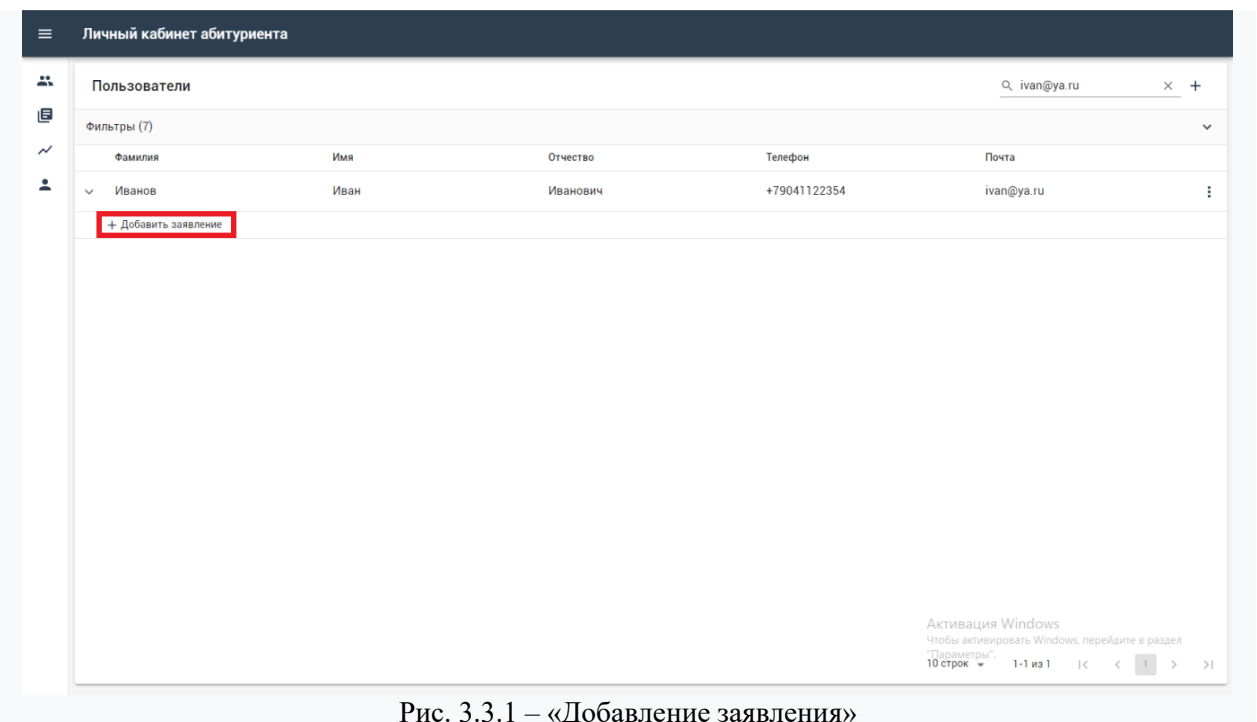 Личный кабинет абитуриента
Пользователи
ivan@ya.ru
Фильтры (7)
Фамилия Имя Отчество Телефон Почта
Иванов Иван Иванович +79041122354 ivan@ya.ru
+ Добавить заявление
Активация Windows
Чтобы активировать Windows, перейдите в раздел
"Параметры".
10 строк 1-1 из 1 1
Рис. 3.3.1 – «Добавление заявления»